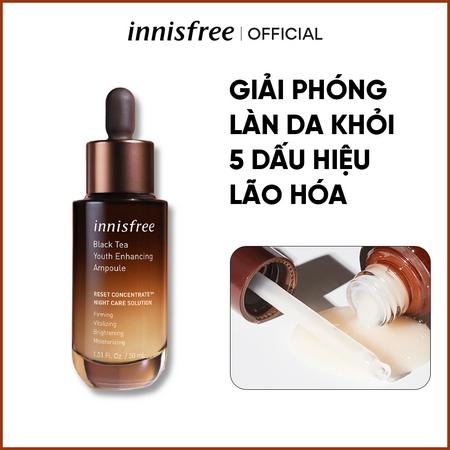 innisfree | OFFICIAL
GIẢI PHÓNG
LÀN DA KHỎI
5 DẤU HIỆU
LÃO HÓA
innisfree
Black Tea
Youth Enhancing
Ampoule
RESET CONCENTRATE™
NIGHT CARE SOLUTION
Firming
Vitalizing
Brightening
Moisturizing
1.01 FL. Oz. / 30 mL